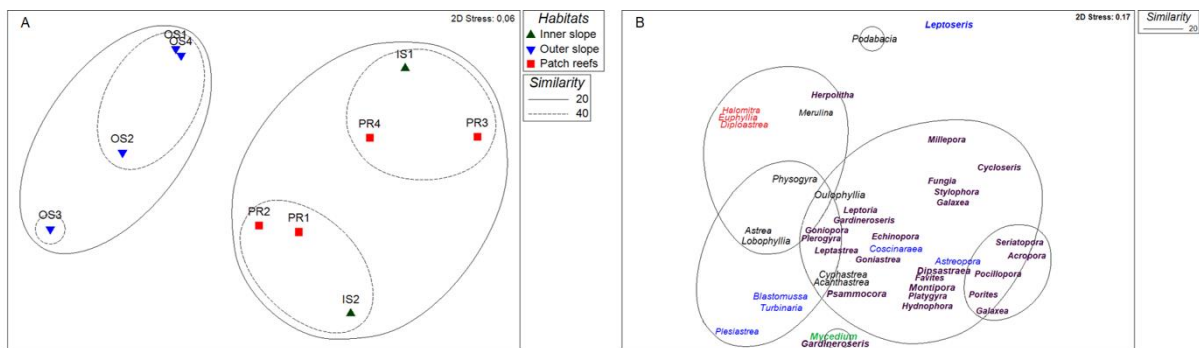 A
2D Stress: 0,06
Habitats
Inner slope
Outer slope
Patch reefs
Similarity
20
40
OS1
OS4
OS2
OS3
IS1
PR4
PR3
PR2
PR1
IS2
B
2D Stress: 0.17
Similarity
20
Leptoseris
Podabacia
Herpolitha
Halomitra
Euphyllia
Diploastrea
Merulina
Millepora
Cycloseris
Physogyra
Fungia
Oulophyllia
Stylophora
Galaxea
Leptoria
Gardineroseris
Astrea
Goniopora
Echinopora
Lobophyllia
Plerogyra
Seriatopora
Leptastrea
Coscinaraea
Acropora
Goniastrea
Astreopora
Cyphastrea
Dipsastraea
Pocillopora
Acanthastrea
Favites
Blastomussa
Psammocora
Montipora
Porites
Platygyra
Turbinaria
Hydnophora
Galaxea
Plesiastrea
Mycedium
Gardineroseris